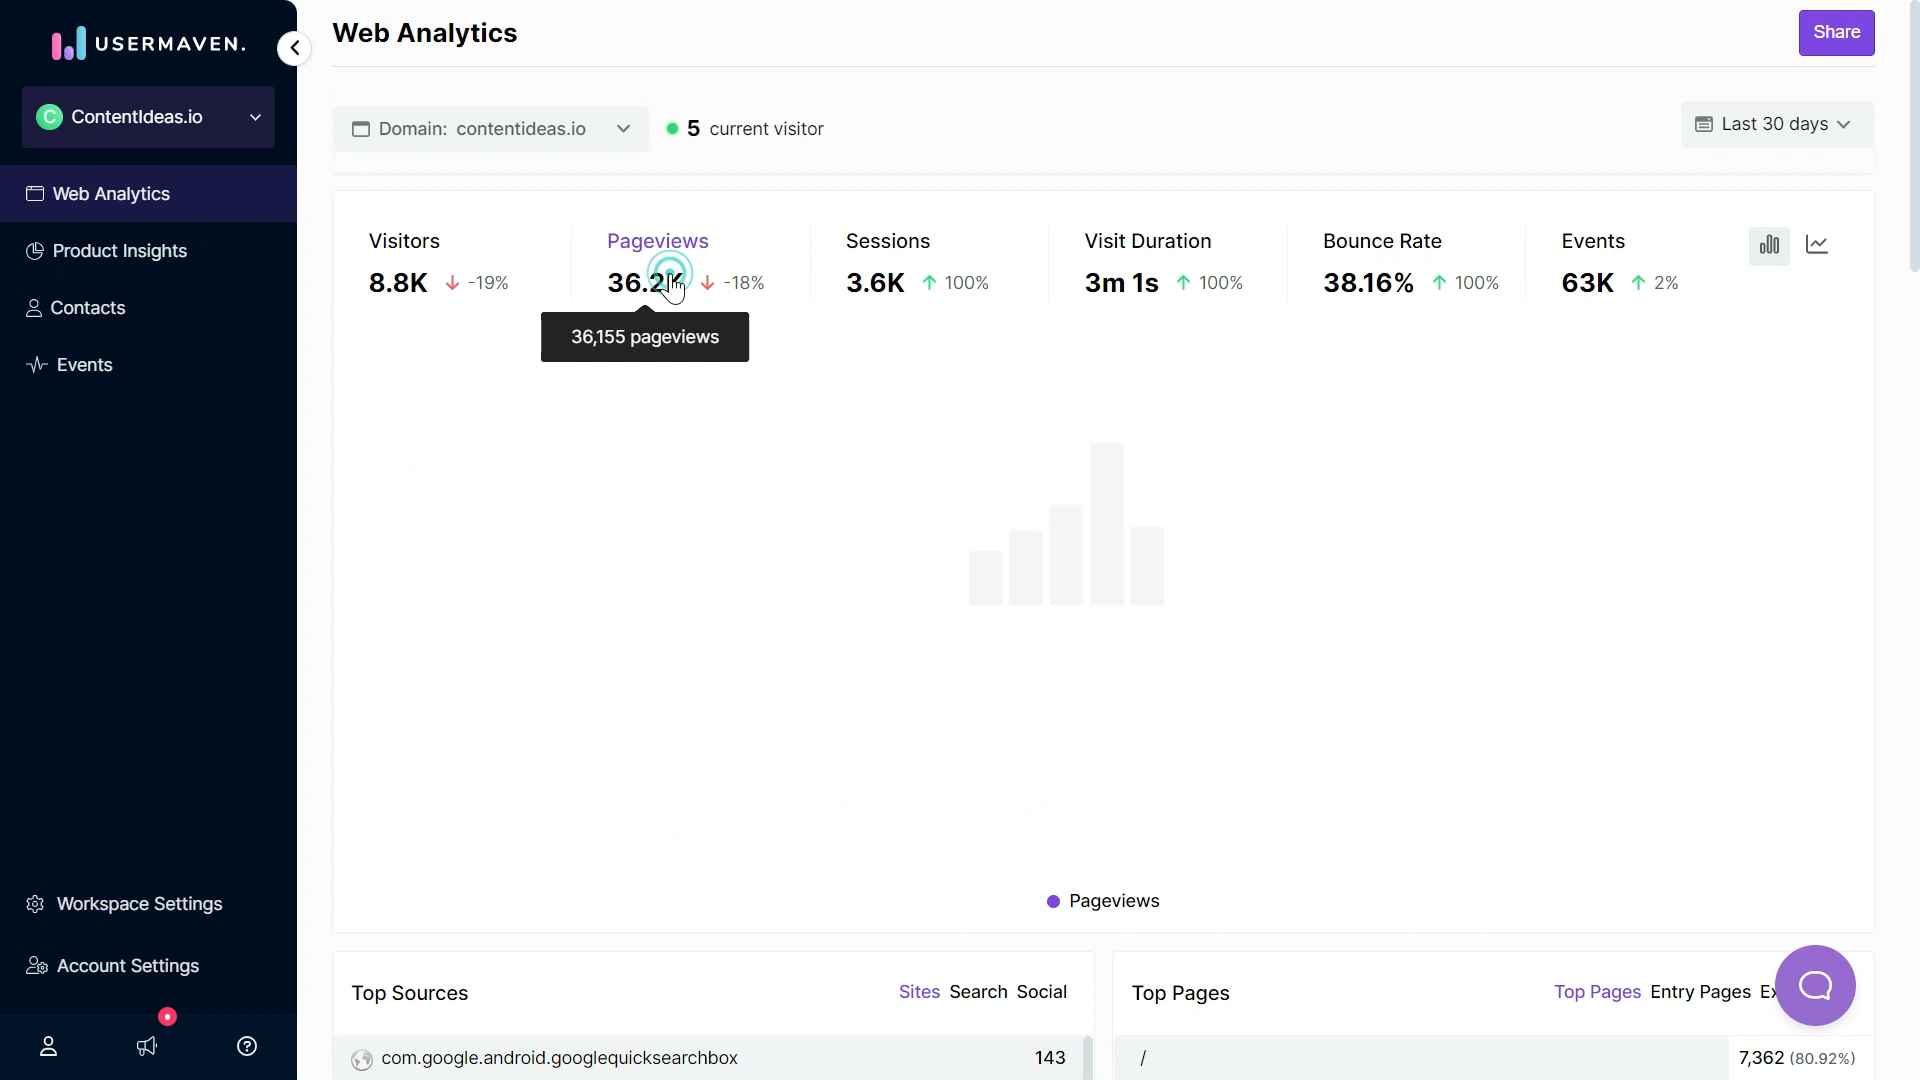 USERMAVEN.
Web Analytics
Share
C ContentIdeas.io
Domain: contentideas.io
5 current visitor
Last 30 days
Web Analytics
Product Insights
Contacts
Events
Visitors
8.8K -19%
Pageviews
36.2K -18%
36,155 pageviews
Sessions
3.6K 100%
Visit Duration
3m 1s 100%
Bounce Rate
38.16% 100%
Events
63K 2%
Pageviews
Workspace Settings
Account Settings
Top Sources
Sites Search Social
com.google.android.googlequicksearchbox 143
Top Pages
Top Pages Entry Pages
/ 7,362 (80.92%)